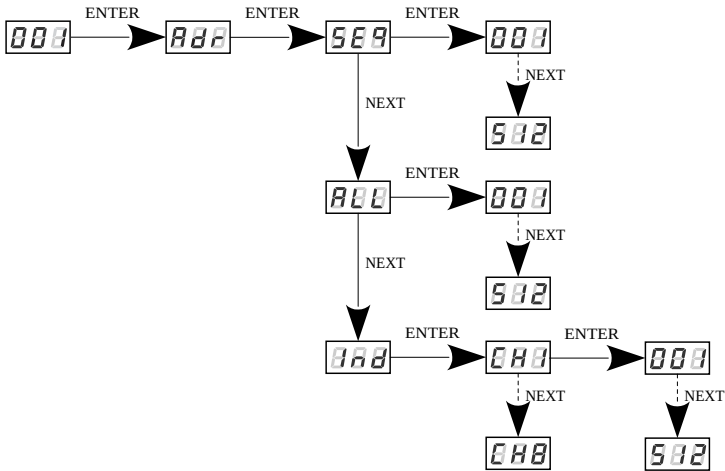 ENTER ENTER ENTER
001 Adr SEq 001
NEXT NEXT
512
ENTER
ALL 001
NEXT NEXT
512
ENTER ENTER
Ind CH1 001
NEXT NEXT
CH8 512